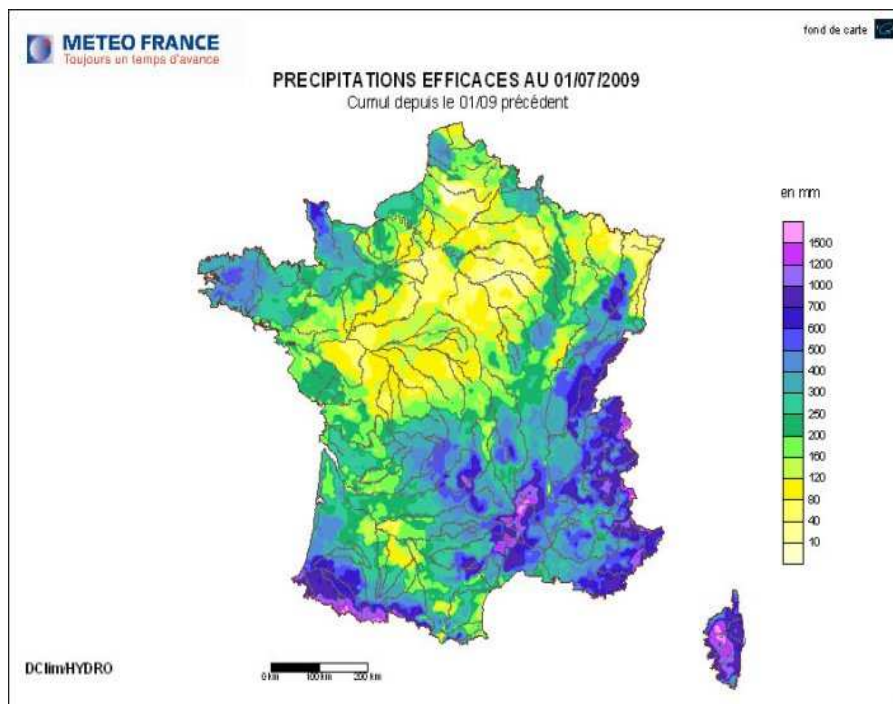 METEO FRANCE
Toujours un temps d'avance
fond de carte
PRECIPITATIONS EFFICACES AU 01/07/2009
Cumul depuis le 01/09 précédent
en mm
1500
1200
1000
700
600
500
400
300
250
200
160
120
80
40
10
DClim/HYDRO
0 km 100 km 200 km